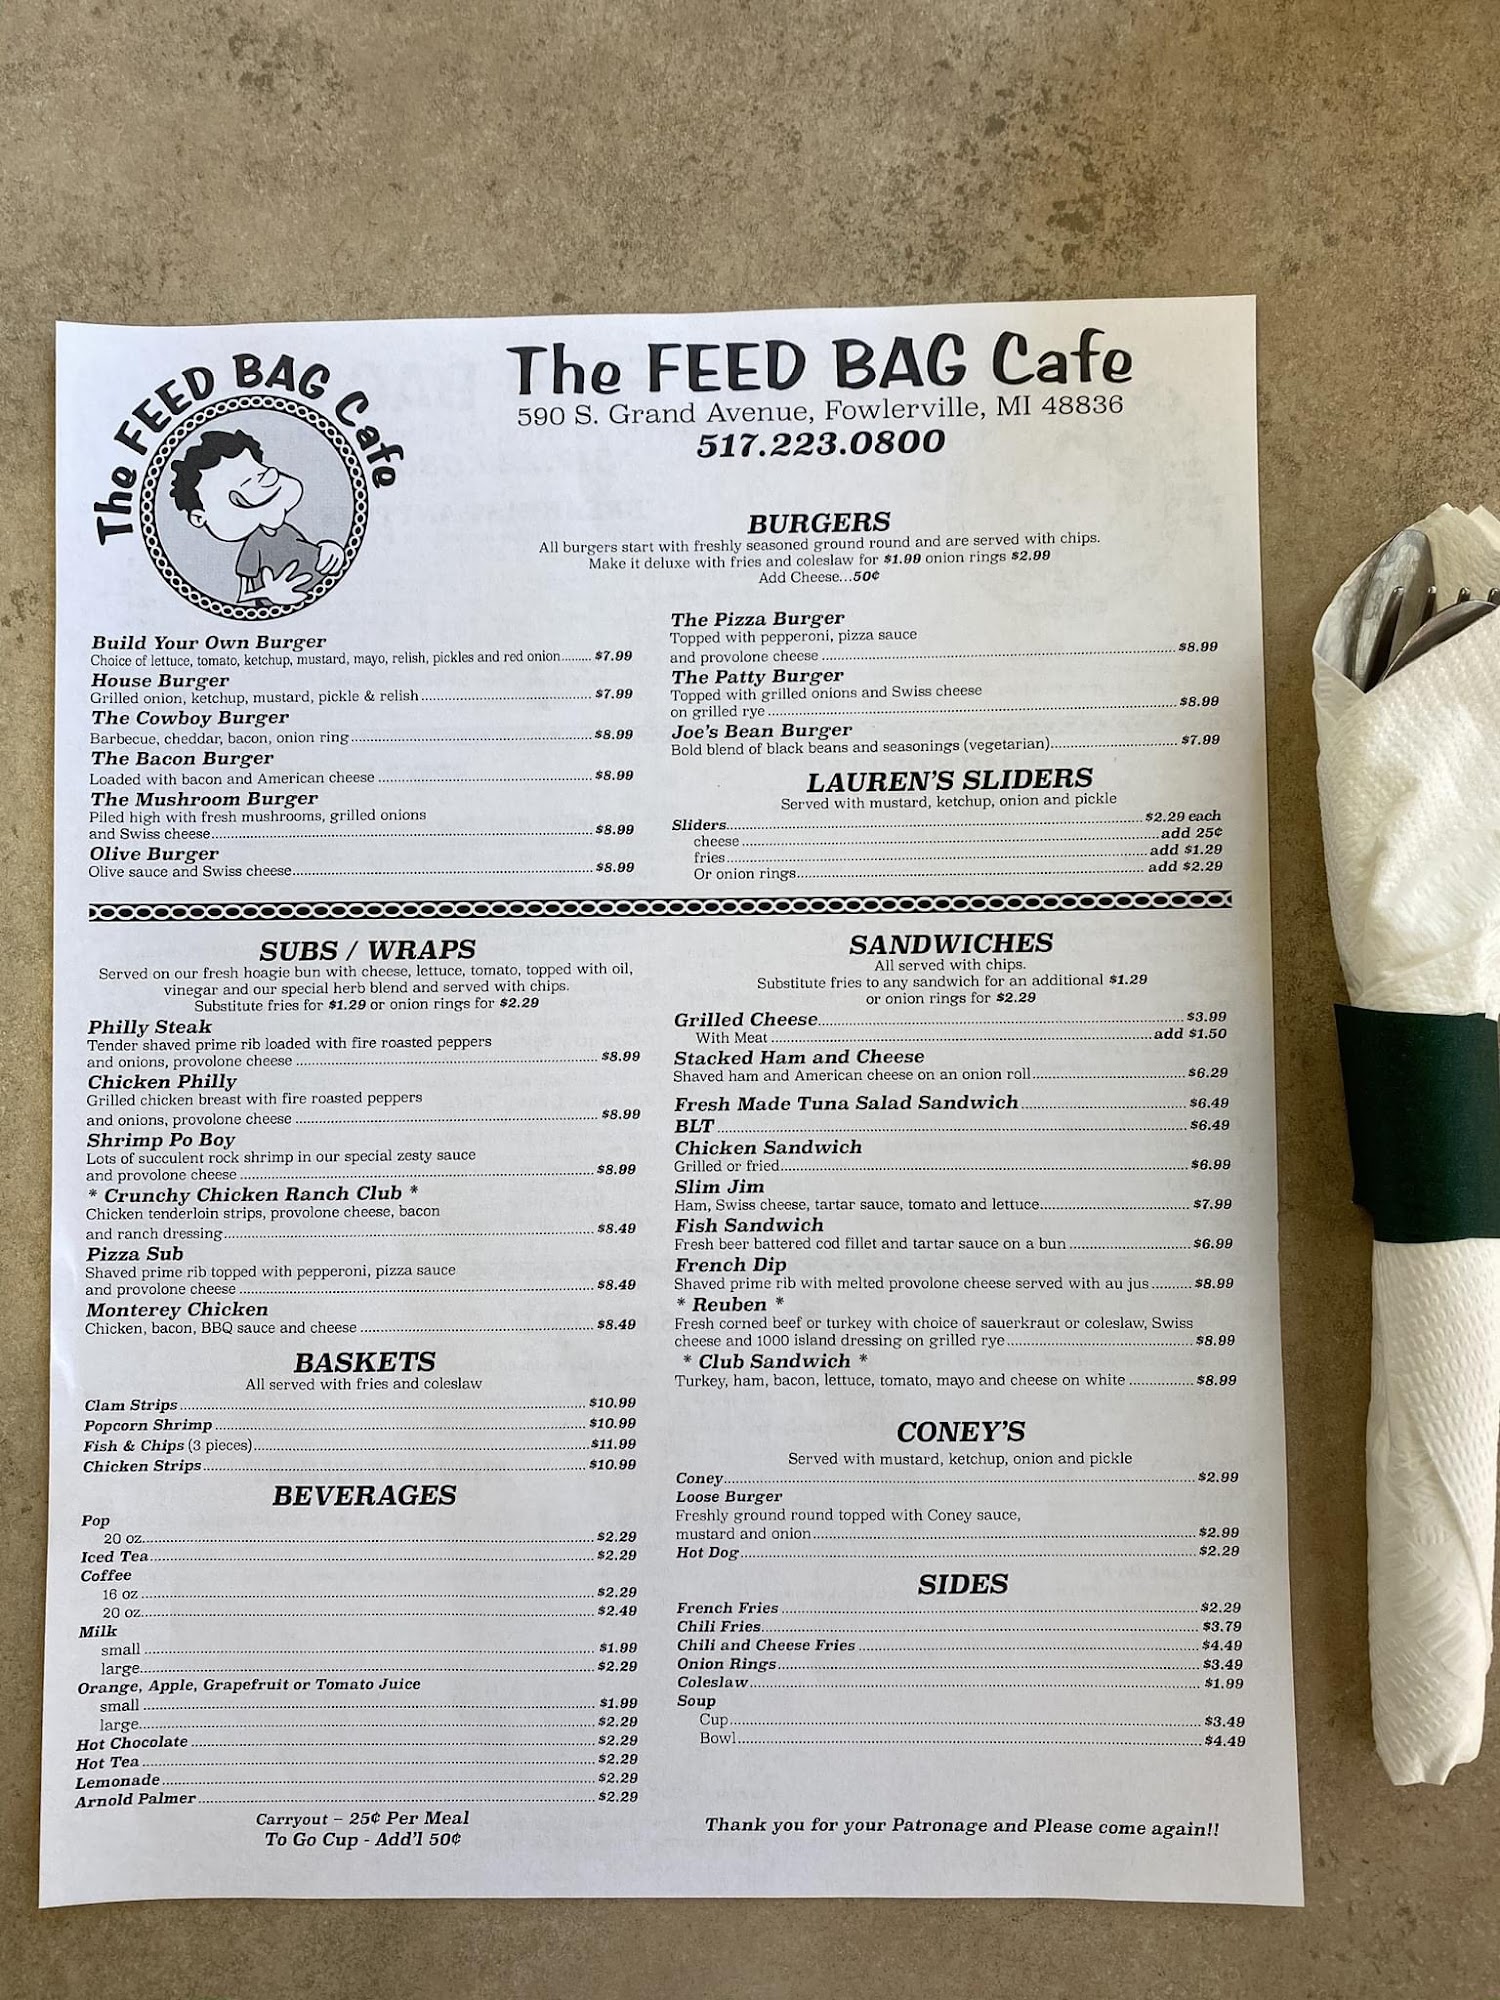 The FEED BAG Cafe
The FEED BAG Cafe
590 S. Grand Avenue, Fowlerville, MI 48836
517.223.0800
BURGERS
All burgers start with freshly seasoned ground round and are served with chips.
Make it deluxe with fries and coleslaw for $1.99 onion rings $2.99
Add Cheese...50¢
Build Your Own Burger
Choice of lettuce, tomato, ketchup, mustard, mayo, relish, pickles and red onion......... $7.99
House Burger
Grilled onion, ketchup, mustard, pickle & relish ........ $7.99
The Cowboy Burger
Barbecue, cheddar, bacon, onion ring ........ $8.99
The Bacon Burger
Loaded with bacon and American cheese ........ $8.99
The Mushroom Burger
Piled high with fresh mushrooms, grilled onions
and Swiss cheese ........ $8.99
Olive Burger
Olive sauce and Swiss cheese ........ $8.99
The Pizza Burger
Topped with pepperoni, pizza sauce
and provolone cheese ........ $8.99
The Patty Burger
Topped with grilled onions and Swiss cheese
on grilled rye ........ $8.99
Joe's Bean Burger
Bold blend of black beans and seasonings (vegetarian) ........ $7.99
LAUREN'S SLIDERS
Served with mustard, ketchup, onion and pickle
Sliders ........ $2.29 each
cheese ........ add 25¢
fries ........ add $1.29
Or onion rings ........ add $2.29
SUBS / WRAPS
Served on our fresh hoagie bun with cheese, lettuce, tomato, topped with oil,
vinegar and our special herb blend and served with chips.
Substitute fries for $1.29 or onion rings for $2.29
Philly Steak
Tender shaved prime rib loaded with fire roasted peppers
and onions, provolone cheese ........ $8.99
Chicken Philly
Grilled chicken breast with fire roasted peppers
and onions, provolone cheese ........ $8.99
Shrimp Po Boy
Lots of succulent rock shrimp in our special zesty sauce
and provolone cheese ........ $8.99
* Crunchy Chicken Ranch Club *
Chicken tenderloin strips, provolone cheese, bacon
and ranch dressing ........ $8.49
Pizza Sub
Shaved prime rib topped with pepperoni, pizza sauce
and provolone cheese ........ $8.49
Monterey Chicken
Chicken, bacon, BBQ sauce and cheese ........ $8.49
BASKETS
All served with fries and coleslaw
Clam Strips ........ $10.99
Popcorn Shrimp ........ $10.99
Fish & Chips (3 pieces) ........ $11.99
Chicken Strips ........ $10.99
BEVERAGES
Pop
20 oz. ........ $2.29
Iced Tea ........ $2.29
Coffee
16 oz ........ $2.29
20 oz. ........ $2.49
Milk
small ........ $1.99
large ........ $2.29
Orange, Apple, Grapefruit or Tomato Juice
small ........ $1.99
large ........ $2.29
Hot Chocolate ........ $2.29
Hot Tea ........ $2.29
Lemonade ........ $2.29
Arnold Palmer ........ $2.29
Carryout – 25¢ Per Meal
To Go Cup - Add'l 50¢
SANDWICHES
All served with chips.
Substitute fries to any sandwich for an additional $1.29
or onion rings for $2.29
Grilled Cheese ........ $3.99
With Meat ........ add $1.50
Stacked Ham and Cheese
Shaved ham and American cheese on an onion roll ........ $6.29
Fresh Made Tuna Salad Sandwich ........ $6.49
BLT ........ $6.49
Chicken Sandwich
Grilled or fried ........ $6.99
Slim Jim
Ham, Swiss cheese, tartar sauce, tomato and lettuce ........ $7.99
Fish Sandwich
Fresh beer battered cod fillet and tartar sauce on a bun ........ $6.99
French Dip
Shaved prime rib with melted provolone cheese served with au jus ........ $8.99
* Reuben *
Fresh corned beef or turkey with choice of sauerkraut or coleslaw, Swiss
cheese and 1000 island dressing on grilled rye ........ $8.99
* Club Sandwich *
Turkey, ham, bacon, lettuce, tomato, mayo and cheese on white ........ $8.99
CONEY'S
Served with mustard, ketchup, onion and pickle
Coney ........ $2.99
Loose Burger
Freshly ground round topped with Coney sauce,
mustard and onion ........ $2.99
Hot Dog ........ $2.29
SIDES
French Fries ........ $2.29
Chili Fries ........ $3.79
Chili and Cheese Fries ........ $4.49
Onion Rings ........ $3.49
Coleslaw ........ $1.99
Soup
Cup ........ $3.49
Bowl ........ $4.49
Thank you for your Patronage and Please come again!!